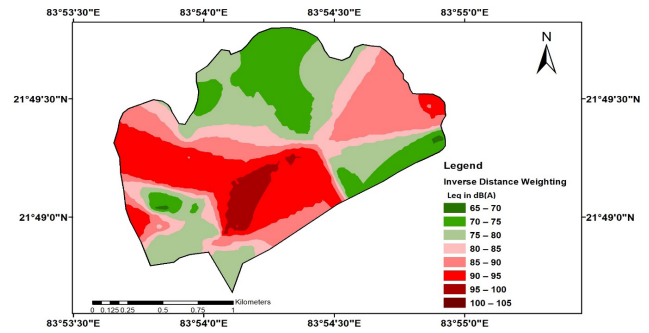 83°53'30"E 83°54'0"E 83°54'30"E 83°55'0"E
N
21°49'30"N 21°49'30"N
Legend
Inverse Distance Weighting
Leq in dB(A)
65 – 70
70 – 75
75 – 80
21°49'0"N 21°49'0"N
80 – 85
85 – 90
90 – 95
95 – 100
100 – 105
Kilometers
0 0.125 0.25 0.5 0.75 1
83°53'30"E 83°54'0"E 83°54'30"E 83°55'0"E